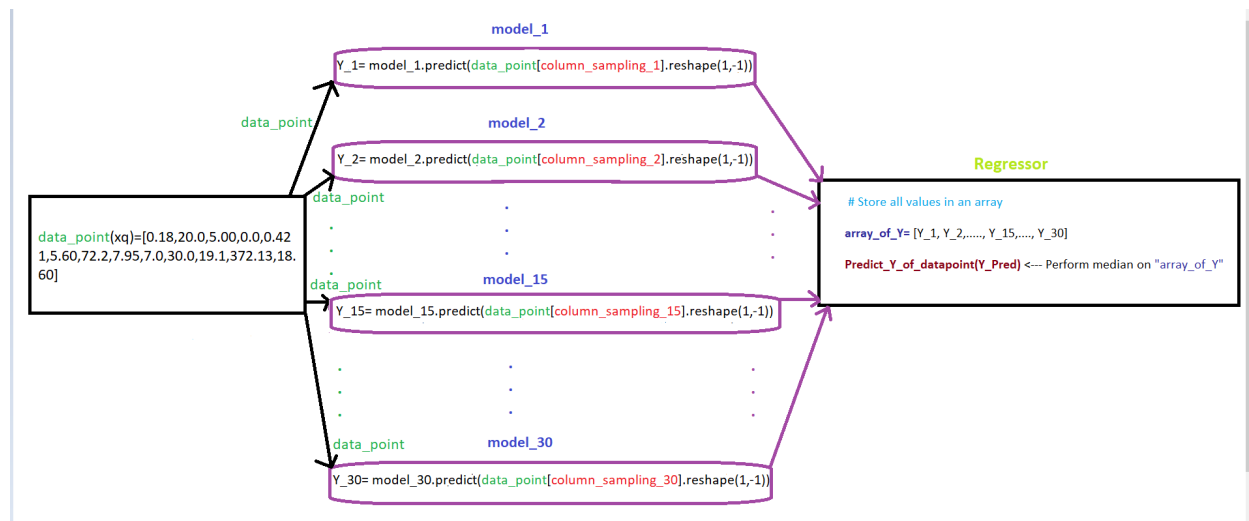 model_1
Y_1= model_1.predict(data_point[column_sampling_1].reshape(1,-1))
data_point
model_2
Y_2= model_2.predict(data_point[column_sampling_2].reshape(1,-1))
data_point
Regressor
# Store all values in an array
array_of_Y= [Y_1, Y_2,....., Y_15,...., Y_30]
Predict_Y_of_datapoint(Y_Pred) <--- Perform median on "array_of_Y"
data_point(xq)=[0.18,20.0,5.00,0.0,0.42
1,5.60,72.2,7.95,7.0,30.0,19.1,372.13,18.
60]
data_point
model_15
Y_15= model_15.predict(data_point[column_sampling_15].reshape(1,-1))
data_point
model_30
Y_30= model_30.predict(data_point[column_sampling_30].reshape(1,-1))